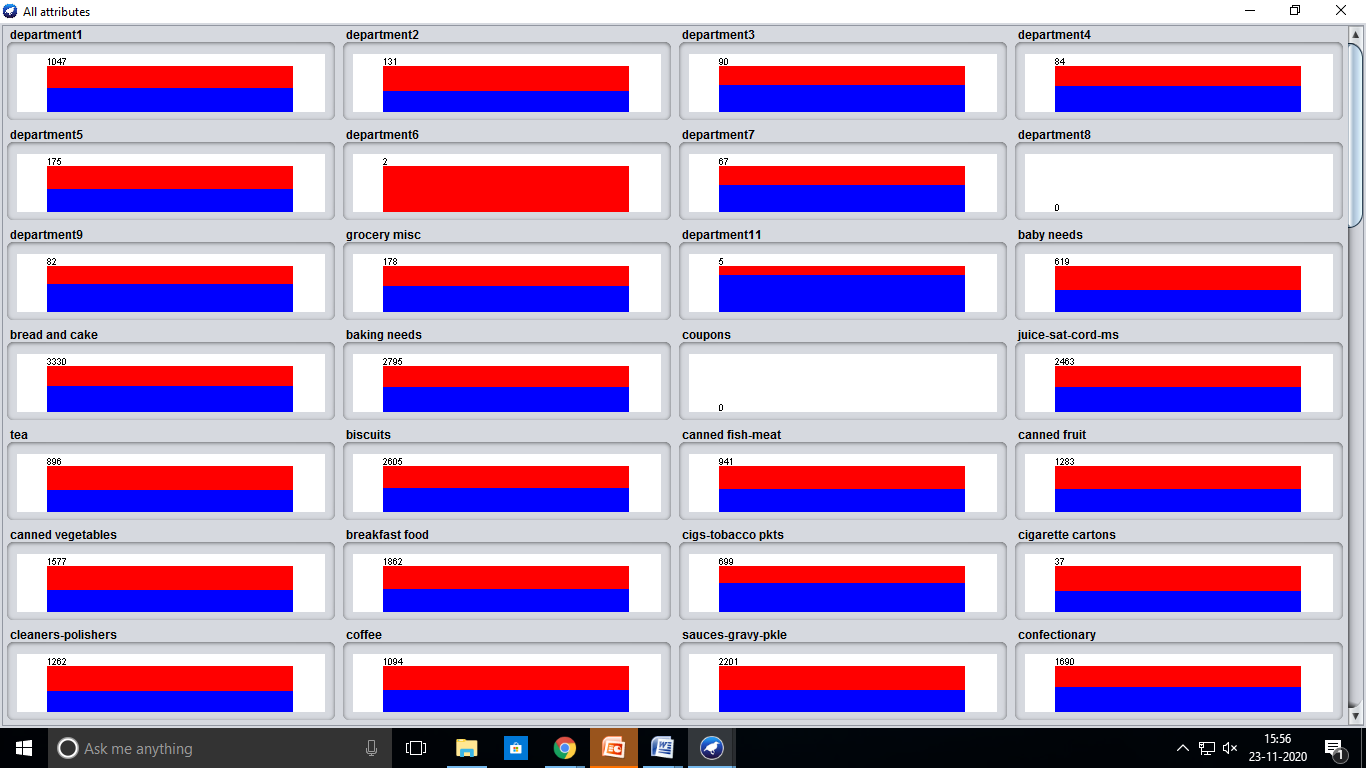 All attributes
department1 department2 department3 department4
1047 131 90 84
department5 department6 department7 department8
175 2 67 0
department9 grocery misc department11 baby needs
82 178 5 619
bread and cake baking needs coupons juice-sat-cord-ms
3330 2795 0 2463
tea biscuits canned fish-meat canned fruit
896 2605 941 1283
canned vegetables breakfast food cigs-tobacco pkts cigarette cartons
1577 1862 699 37
cleaners-polishers coffee sauces-gravy-pkle confectionary
1262 1094 2201 1690
Ask me anything
15:56
23-11-2020
1